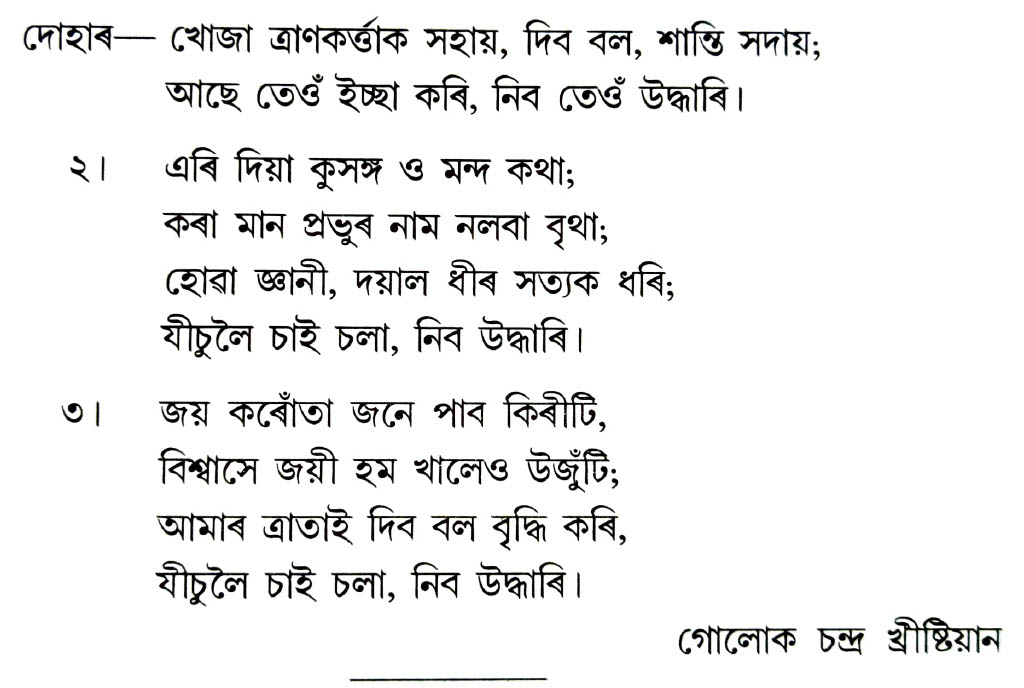 দোহাৰ— খোজা ত্ৰাণকৰ্ত্তাক সহায়, দিব বল, শান্তি সদায়;
আছে তেওঁ ইচ্ছা কৰি, নিব তেওঁ উদ্ধাৰি।
২। এৰি দিয়া কুসঙ্গ ও মন্দ কথা;
কৰা মান প্ৰভুৰ নাম নলবা বৃথা;
হোৱা জ্ঞানী, দয়াল ধীৰ সত্যক ধৰি;
যীচুলৈ চাই চলা, নিব উদ্ধাৰি।
৩। জয় কৰোঁতা জনে পাব কিৰীটি,
বিশ্বাসে জয়ী হম খালেও উজুঁটি;
আমাৰ ত্ৰাতাই দিব বল বৃদ্ধি কৰি,
যীচুলৈ চাই চলা, নিব উদ্ধাৰি।
গোলোক চন্দ্ৰ খ্ৰীষ্টিয়ান